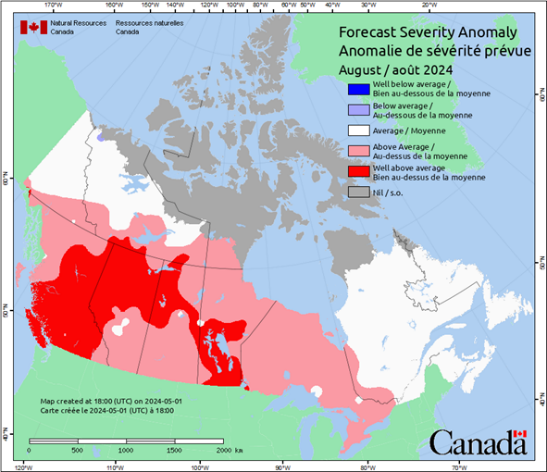 170°W 160°W 150°W 140°W 130°W
Natural Resources Canada
Ressources naturelles Canada
Forecast Severity Anomaly
Anomalie de sévérité prévue
August / août 2024
Well below average /
Bien au-dessous de la moyenne
Below average /
Au-dessous de la moyenne
Average / Moyenne
Above Average /
Au-dessus de la moyenne
Well above average
Bien au-dessus de la moyenne
Nil / s.o.
60°N
60°N
50°N
50°N
40°N
40°N
Map created at 18:00 (UTC) on 2024-05-01
Carte créée le 2024-05-01 (UTC) à 18:00
0 500 1000 1500 2000 km
Canada
120°W 110°W 100°W 90°W 80°W 70°W